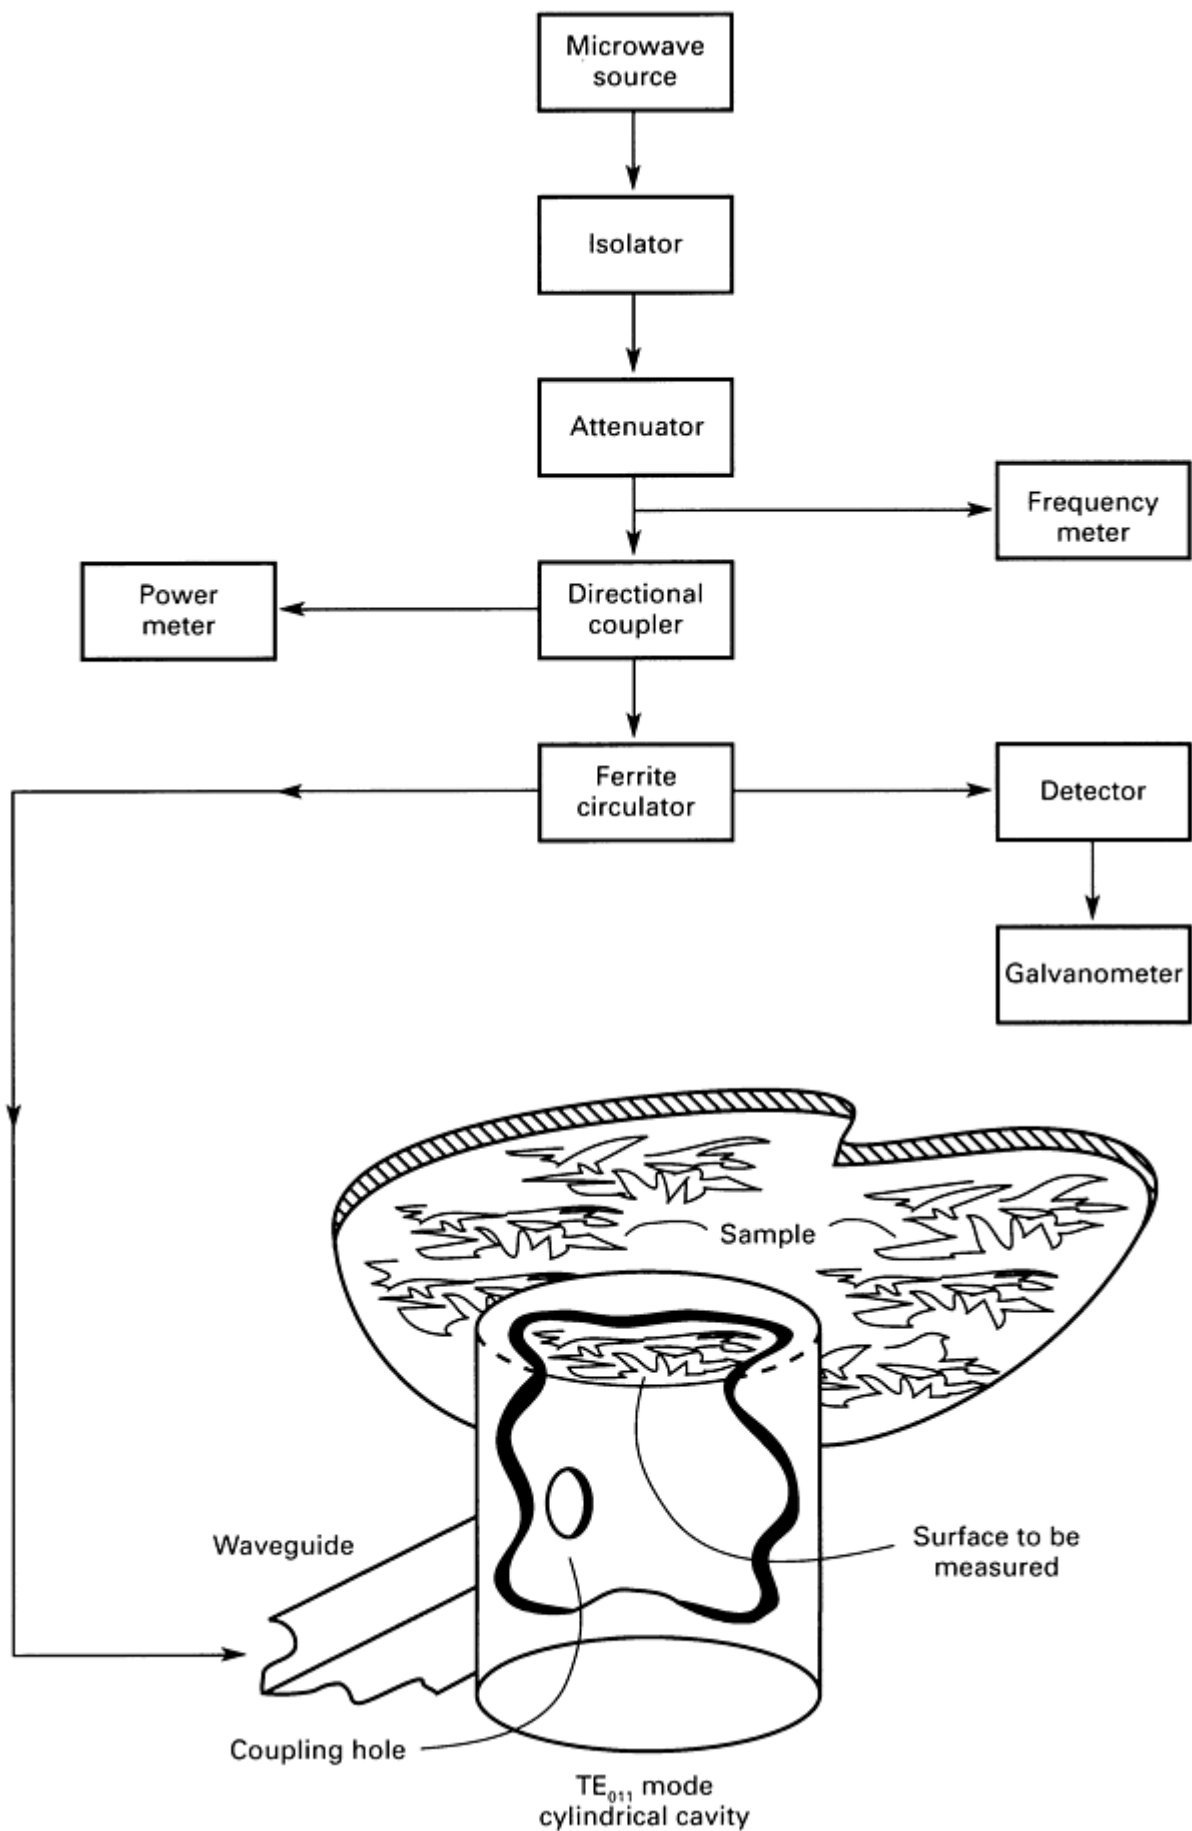 Microwave
source
Isolator
Attenuator
Frequency
meter
Power
meter
Directional
coupler
Ferrite
circulator
Detector
Galvanometer
Sample
Waveguide
Surface to be
measured
Coupling hole
TE₀₁₁ mode
cylindrical cavity